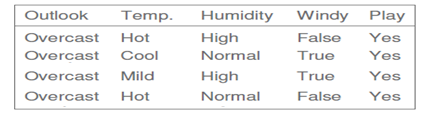 Outlook Temp. Humidity Windy Play
Overcast Hot High False Yes
Overcast Cool Normal True Yes
Overcast Mild High True Yes
Overcast Hot Normal False Yes